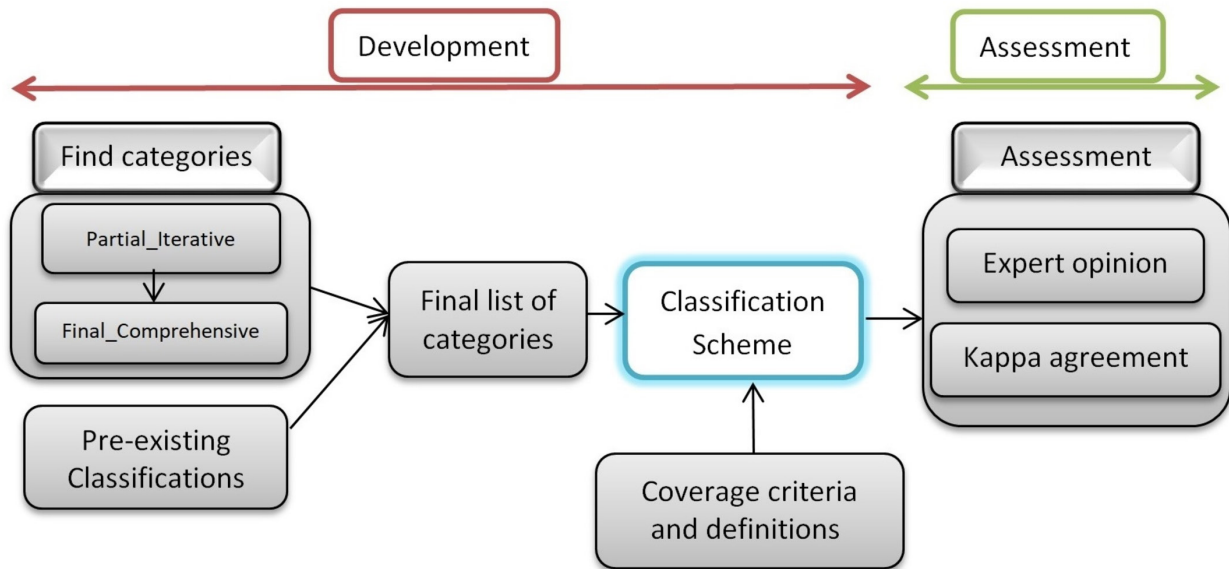 Development
Assessment
Find categories
Assessment
Partial_Iterative
Final_Comprehensive
Pre-existing
Classifications
Final list of
categories
Classification
Scheme
Coverage criteria
and definitions
Expert opinion
Kappa agreement